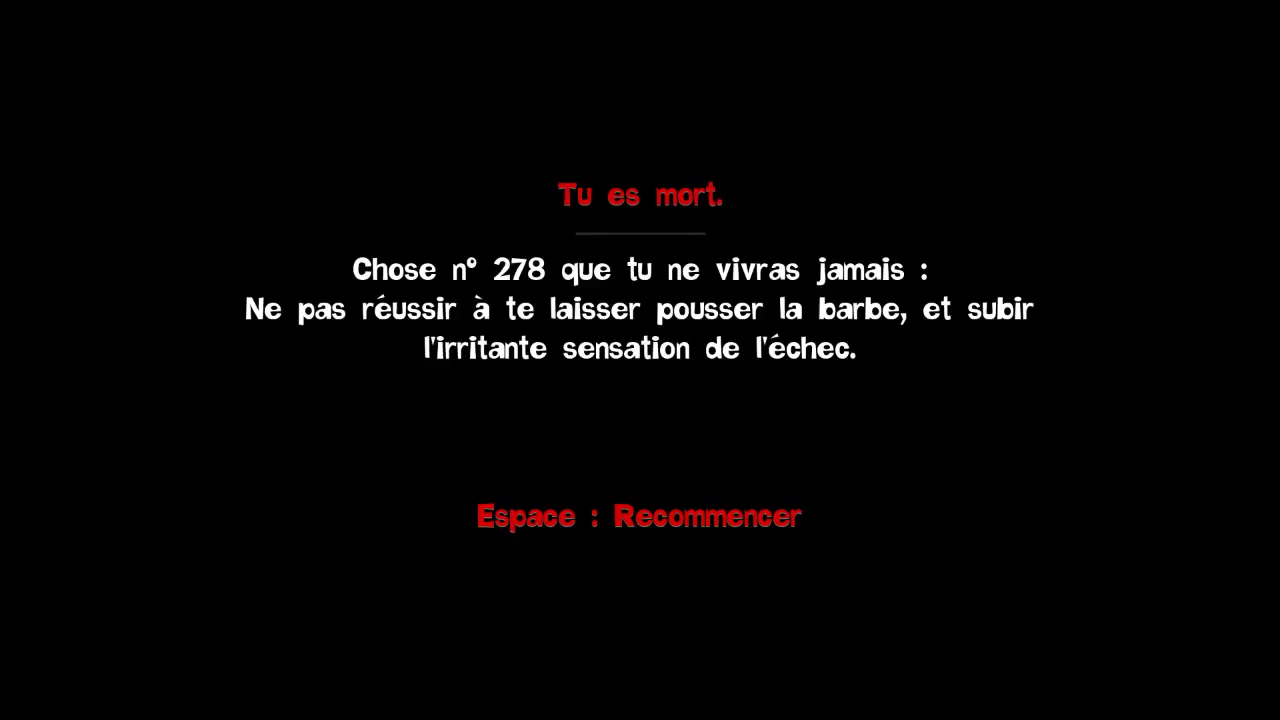 Tu es mort.
Chose n° 278 que tu ne vivras jamais :
Ne pas réussir à te laisser pousser la barbe, et subir
l'irritante sensation de l'échec.
Espace : Recommencer